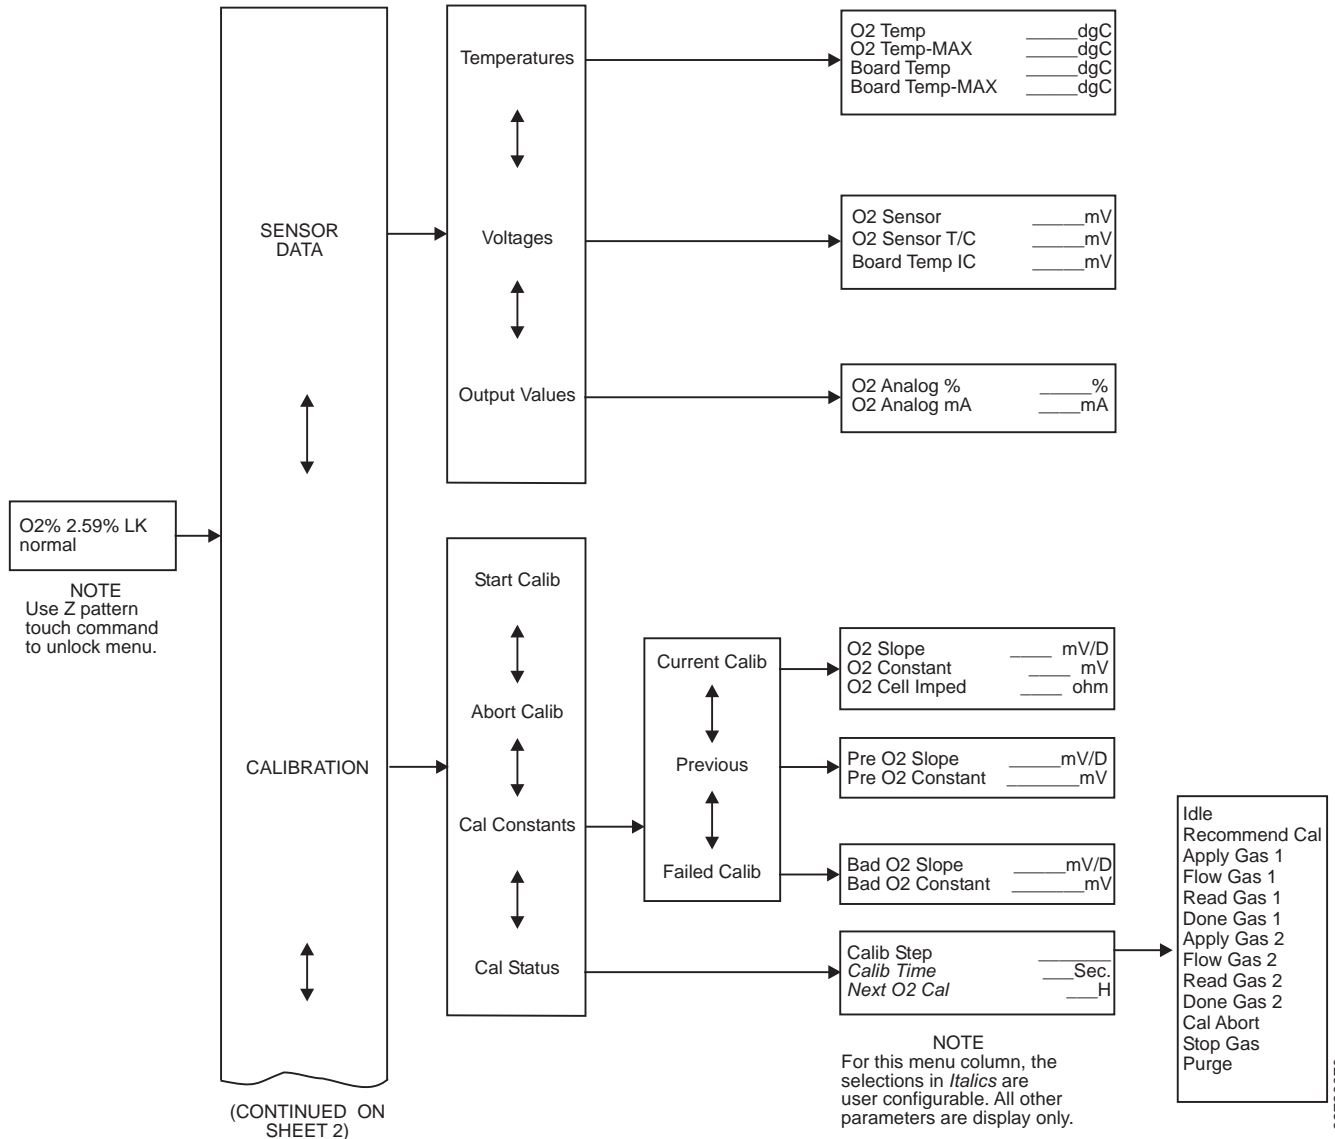 Temperatures
O2 Temp _____dgC
O2 Temp-MAX _____dgC
Board Temp _____dgC
Board Temp-MAX _____dgC
SENSOR
DATA
Voltages
O2 Sensor _____mV
O2 Sensor T/C _____mV
Board Temp IC _____mV
Output Values
O2 Analog % _____%
O2 Analog mA ____mA
O2% 2.59% LK
normal
NOTE
Use Z pattern
touch command
to unlock menu.
CALIBRATION
Start Calib
Abort Calib
Cal Constants
Cal Status
Current Calib
Previous
Failed Calib
O2 Slope ____ mV/D
O2 Constant ____ mV
O2 Cell Imped ____ ohm
Pre O2 Slope _____mV/D
Pre O2 Constant _______mV
Bad O2 Slope _____mV/D
Bad O2 Constant _______mV
Calib Step _______
Calib Time ___Sec.
Next O2 Cal ___H
NOTE
For this menu column, the
selections in Italics are
user configurable. All other
parameters are display only.
Idle
Recommend Cal
Apply Gas 1
Flow Gas 1
Read Gas 1
Done Gas 1
Apply Gas 2
Flow Gas 2
Read Gas 2
Done Gas 2
Cal Abort
Stop Gas
Purge
(CONTINUED ON
SHEET 2)